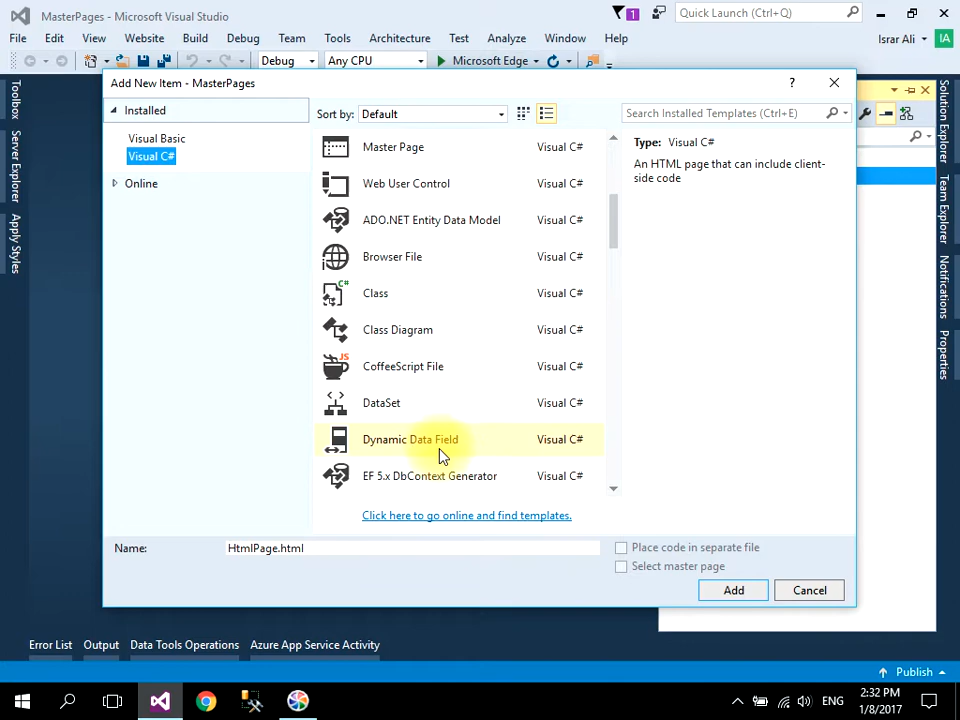 MasterPages - Microsoft Visual Studio
1
Quick Launch (Ctrl+Q)
File Edit View Website Build Debug Team Tools Architecture Test Analyze Window Help
Israr Ali IA
Debug Any CPU Microsoft Edge
Add New Item - MasterPages
?
Installed
Sort by: Default
Search Installed Templates (Ctrl+E)
Visual Basic
Visual C#
Online
Master Page Visual C#
Web User Control Visual C#
ADO.NET Entity Data Model Visual C#
Browser File Visual C#
C#
Class Visual C#
Class Diagram Visual C#
JS
CoffeeScript File Visual C#
DataSet Visual C#
Dynamic Data Field Visual C#
EF 5.x DbContext Generator Visual C#
Click here to go online and find templates.
Type: Visual C#
An HTML page that can include client-
side code
Name: HtmlPage.html
Place code in separate file
Select master page
Add Cancel
Toolbox
Server Explorer
Apply Styles
Solution Explorer
Team Explorer
Notifications
Properties
Error List Output Data Tools Operations Azure App Service Activity
Publish
ENG
2:32 PM
1/8/2017